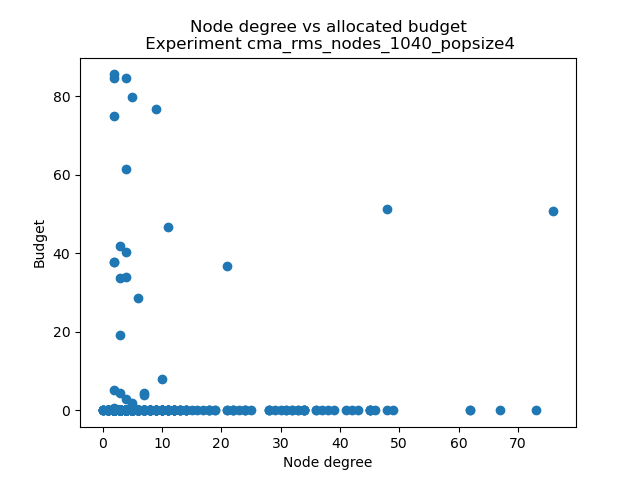 Node degree vs allocated budget
Experiment cma_rms_nodes_1040_popsize4
80
60
40
20
0
Budget
0 10 20 30 40 50 60 70
Node degree